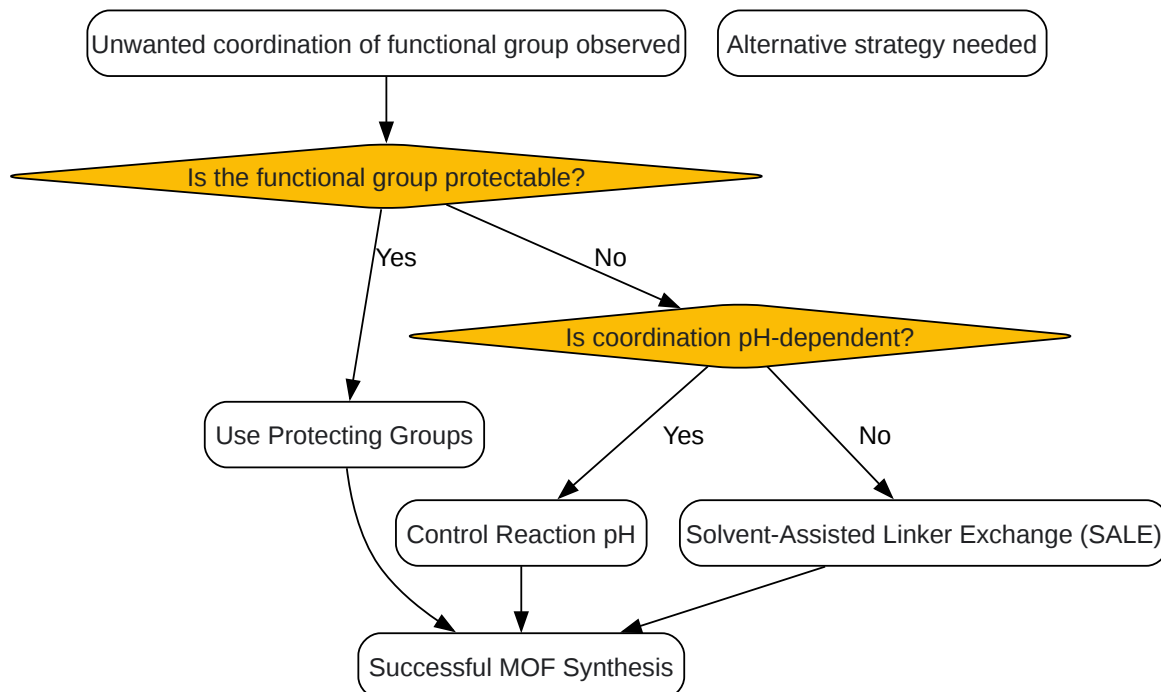 Unwanted coordination of functional group observed
Alternative strategy needed
Is the functional group protectable?
Yes
No
Is coordination pH-dependent?
Use Protecting Groups
Yes
No
Control Reaction pH
Solvent-Assisted Linker Exchange (SALE)
Successful MOF Synthesis